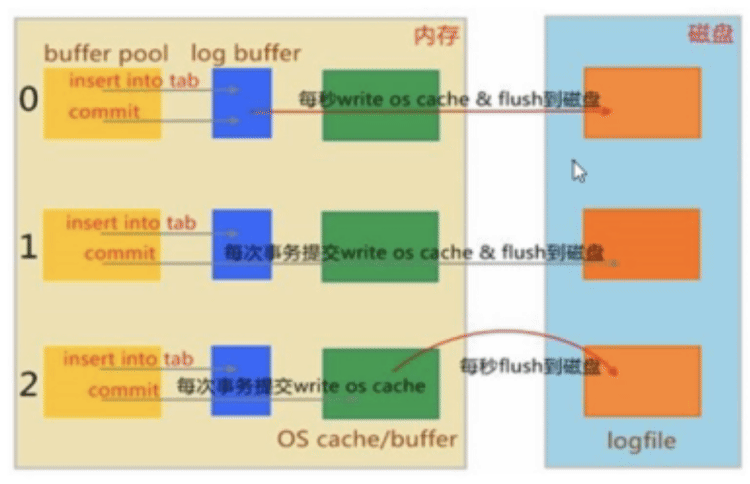 内存
磁盘
buffer pool
log buffer
0
insert into tab
commit
每秒write os cache & flush到磁盘
1
insert into tab
commit
每次事务提交write os cache & flush到磁盘
2
insert into tab
commit
每次事务提交write os cache
每秒flush到磁盘
OS cache/buffer
logfile